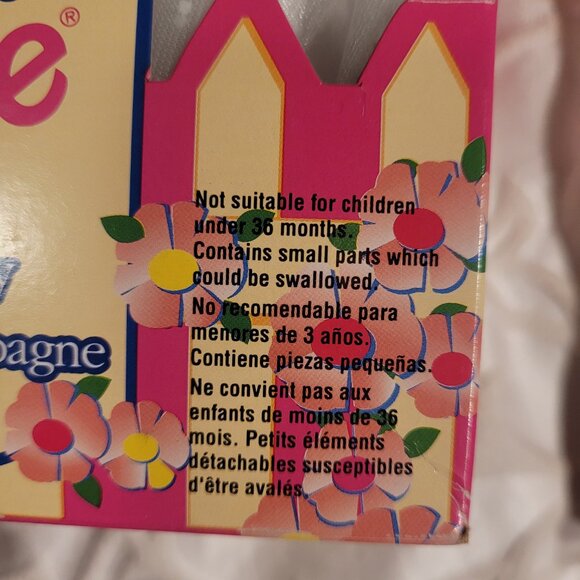 e®
pagne
Not suitable for children
under 36 months.
Contains small parts which
could be swallowed.
No recomendable para
menores de 3 años.
Contiene piezas pequeñas.
Ne convient pas aux
enfants de moins de 36
mois. Petits éléments
détachables susceptibles
d'être avalés.